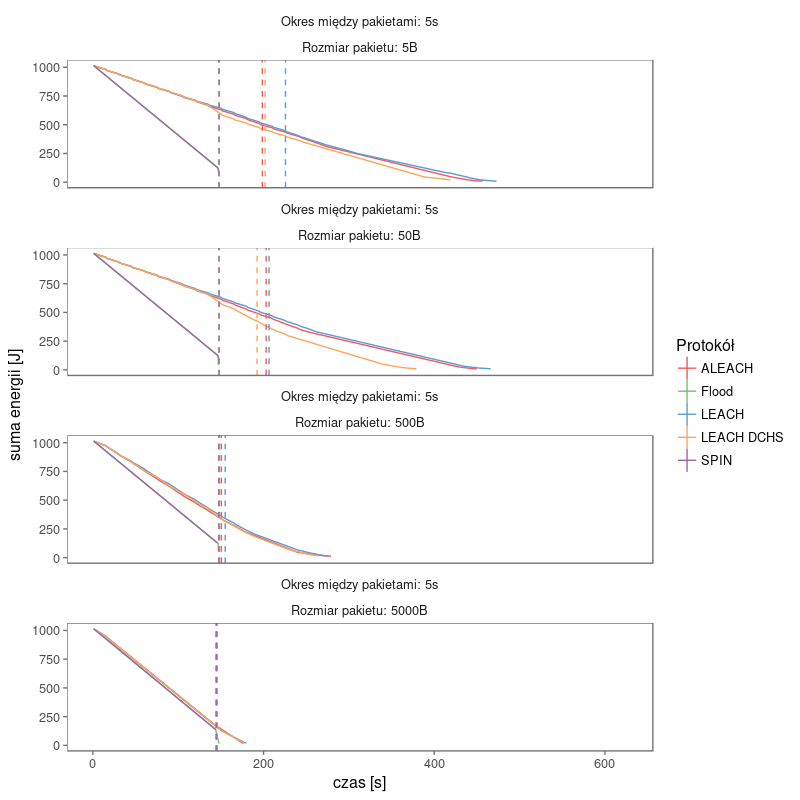 Okres między pakietami: 5s
Rozmiar pakietu: 5B
1000
750
500
250
0
Okres między pakietami: 5s
Rozmiar pakietu: 50B
1000
750
500
250
0
Okres między pakietami: 5s
Rozmiar pakietu: 500B
1000
750
500
250
0
Okres między pakietami: 5s
Rozmiar pakietu: 5000B
1000
750
500
250
0
0 200 400 600
czas [s]
suma energii [J]
Protokół
ALEACH
Flood
LEACH
LEACH DCHS
SPIN